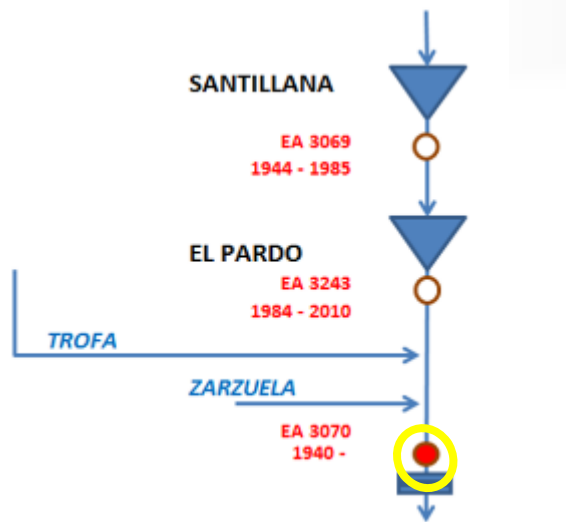 SANTILLANA
EA 3069
1944 - 1985
EL PARDO
EA 3243
1984 - 2010
TROFA
ZARZUELA
EA 3070
1940 -